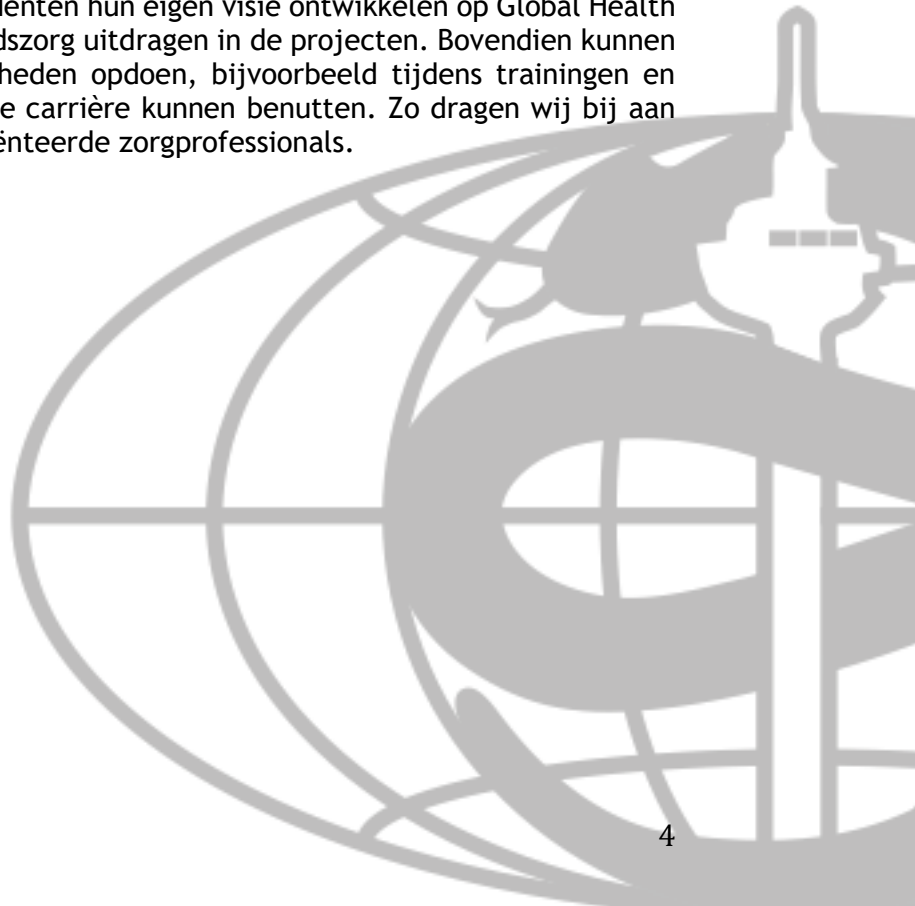 denten hun eigen visie ontwikkelen op Global Health
dszorg uitdragen in de projecten. Bovendien kunnen
heden opdoen, bijvoorbeeld tijdens trainingen en
e carrière kunnen benutten. Zo dragen wij bij aan
ënteerde zorgprofessionals.
4